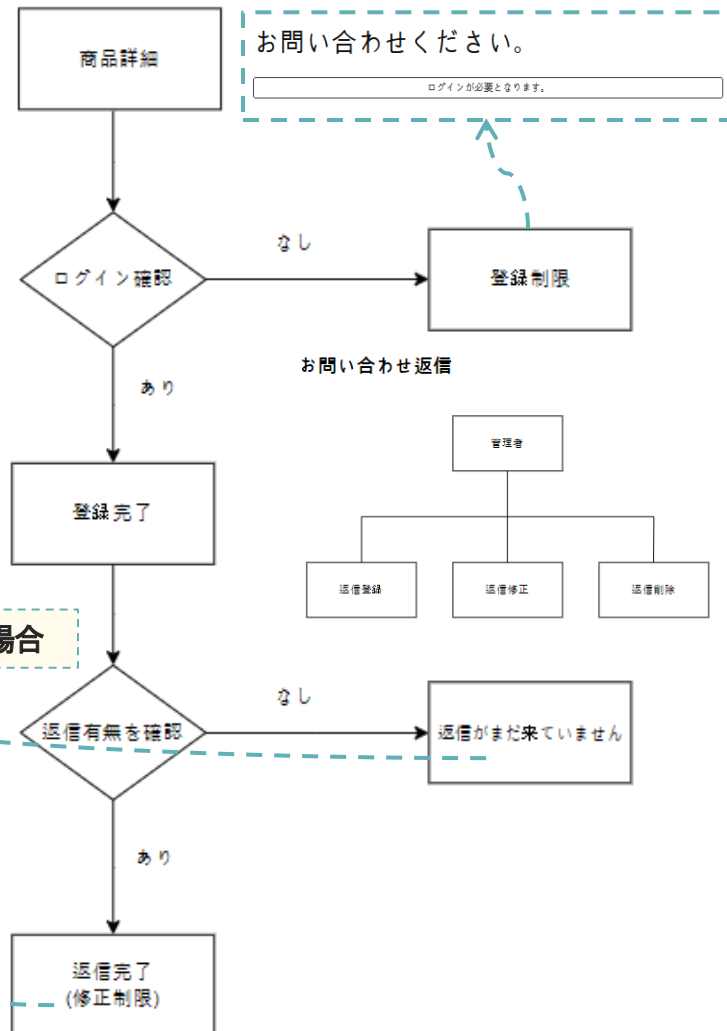 商品詳細
お問い合わせください。
ログインが必要となります。
ログイン確認
なし
登録制限
あり
お問い合わせ返信
管理者
登録完了
返信登録
返信修正
返信削除
場合
返信有無を確認
なし
返信がまだ来ていません
あり
返信完了
(修正制限)